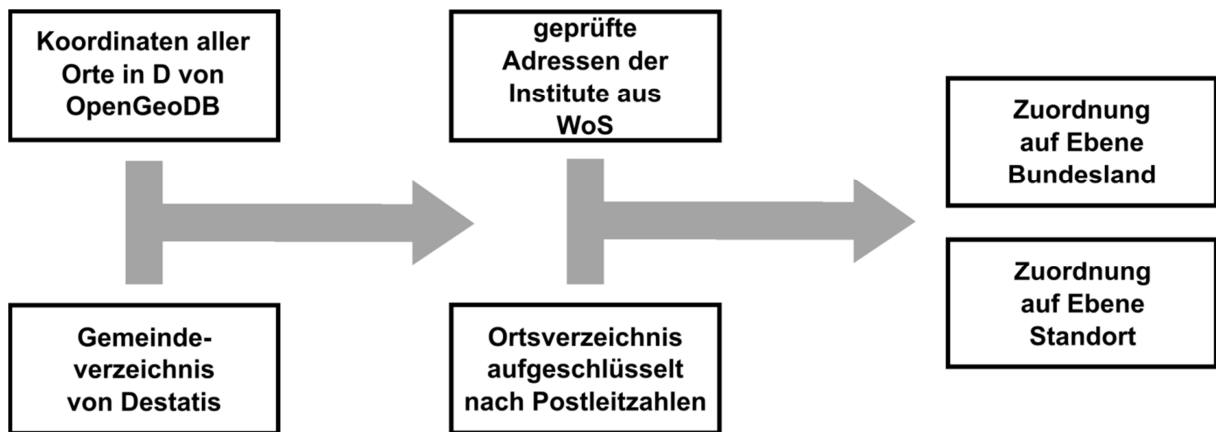 Koordinaten aller
Orte in D von
OpenGeoDB
Gemeinde-
verzeichnis
von Destatis
geprüfte
Adressen der
Institute aus
WoS
Ortsverzeichnis
aufgeschlüsselt
nach Postleitzahlen
Zuordnung
auf Ebene
Bundesland
Zuordnung
auf Ebene
Standort